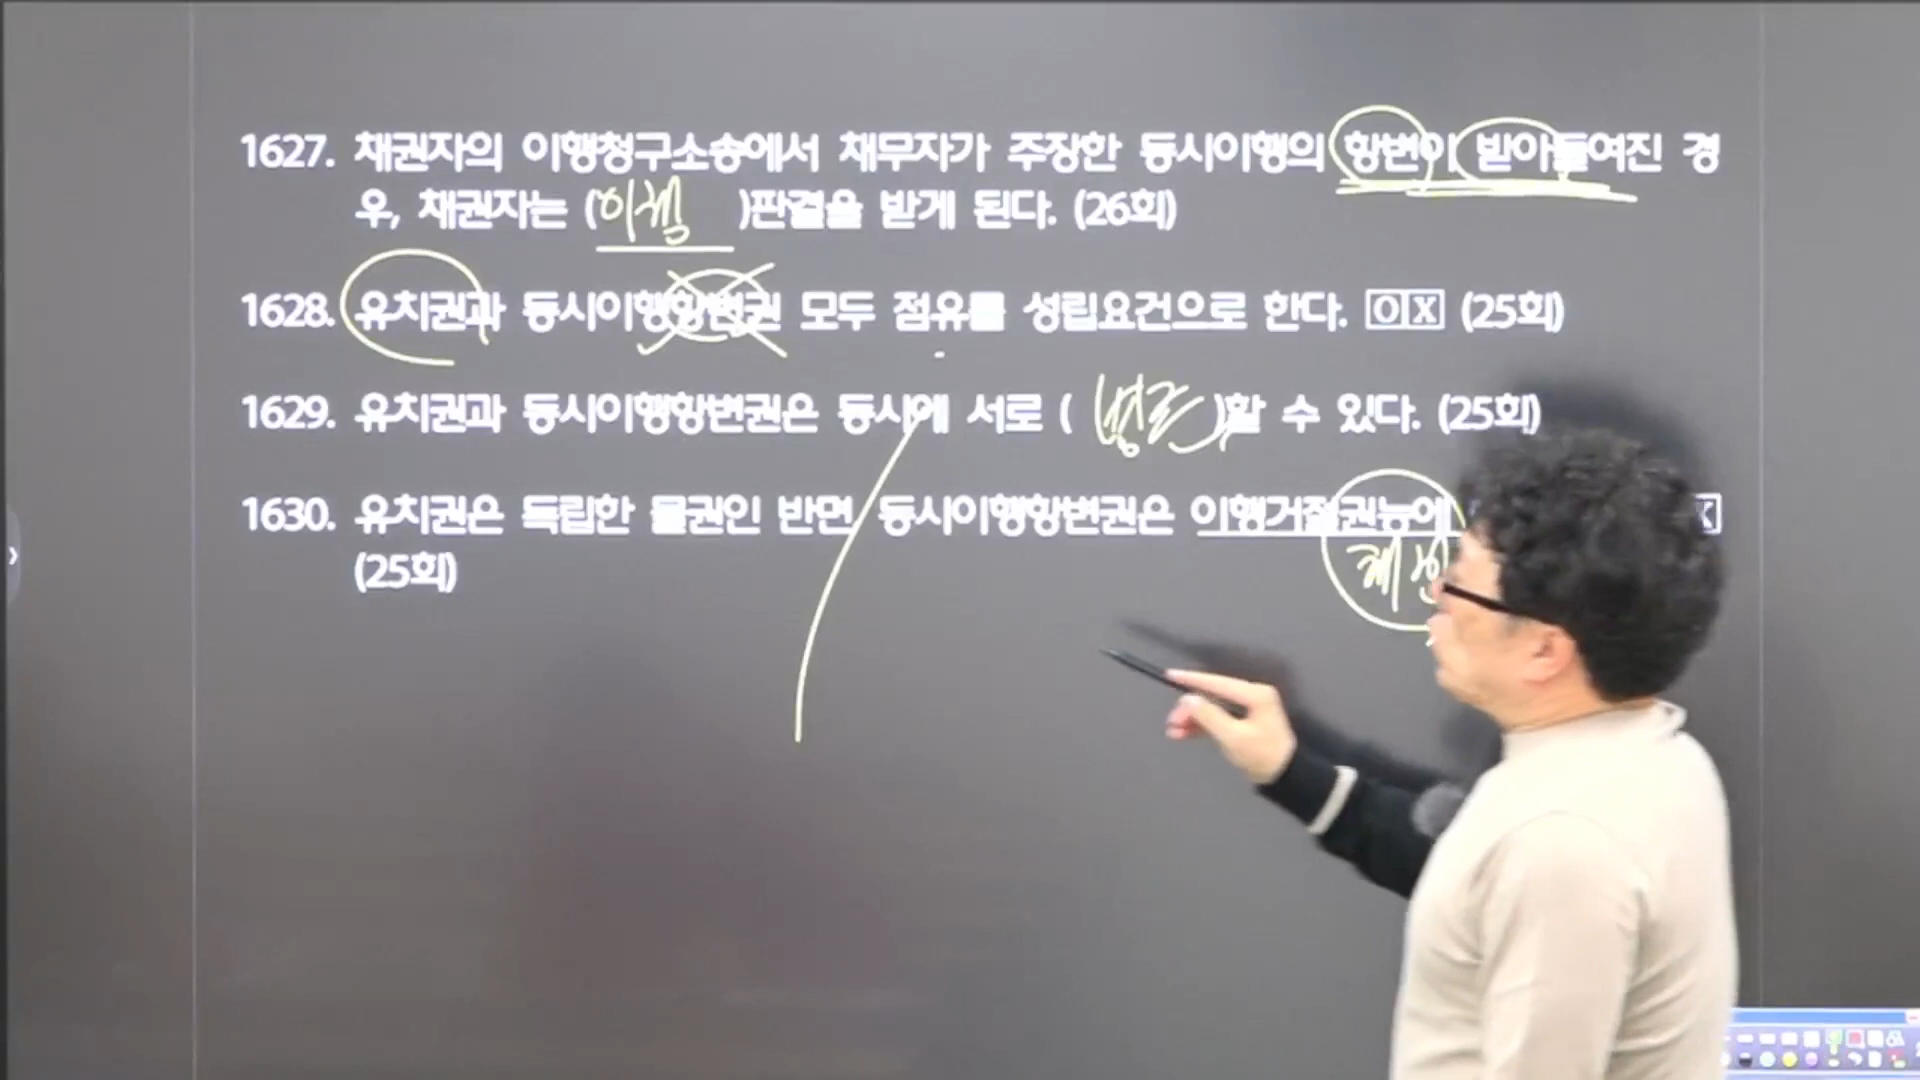 1627. 채권자의 이행청구소송에서 채무자가 주장한 동시이행의 항변이 받아들여진 경
우, 채권자는 (이행 )판결을 받게 된다. (26회)
1628. 유치권과 동시이행항변권 모두 점유를 성립요건으로 한다. O X (25회)
1629. 유치권과 동시이행항변권은 동시에 서로 ( 병존 )할 수 있다. (25회)
1630. 유치권은 독립한 물권인 반면, 동시이행항변권은 이행거절권능에 X
(25회)